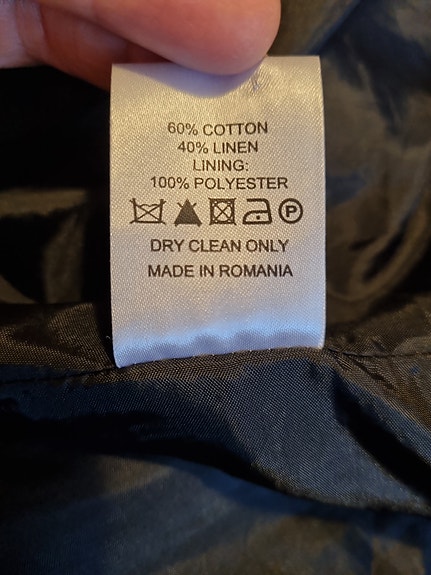 60% COTTON
40% LINEN
LINING:
100% POLYESTER
P
DRY CLEAN ONLY
MADE IN ROMANIA